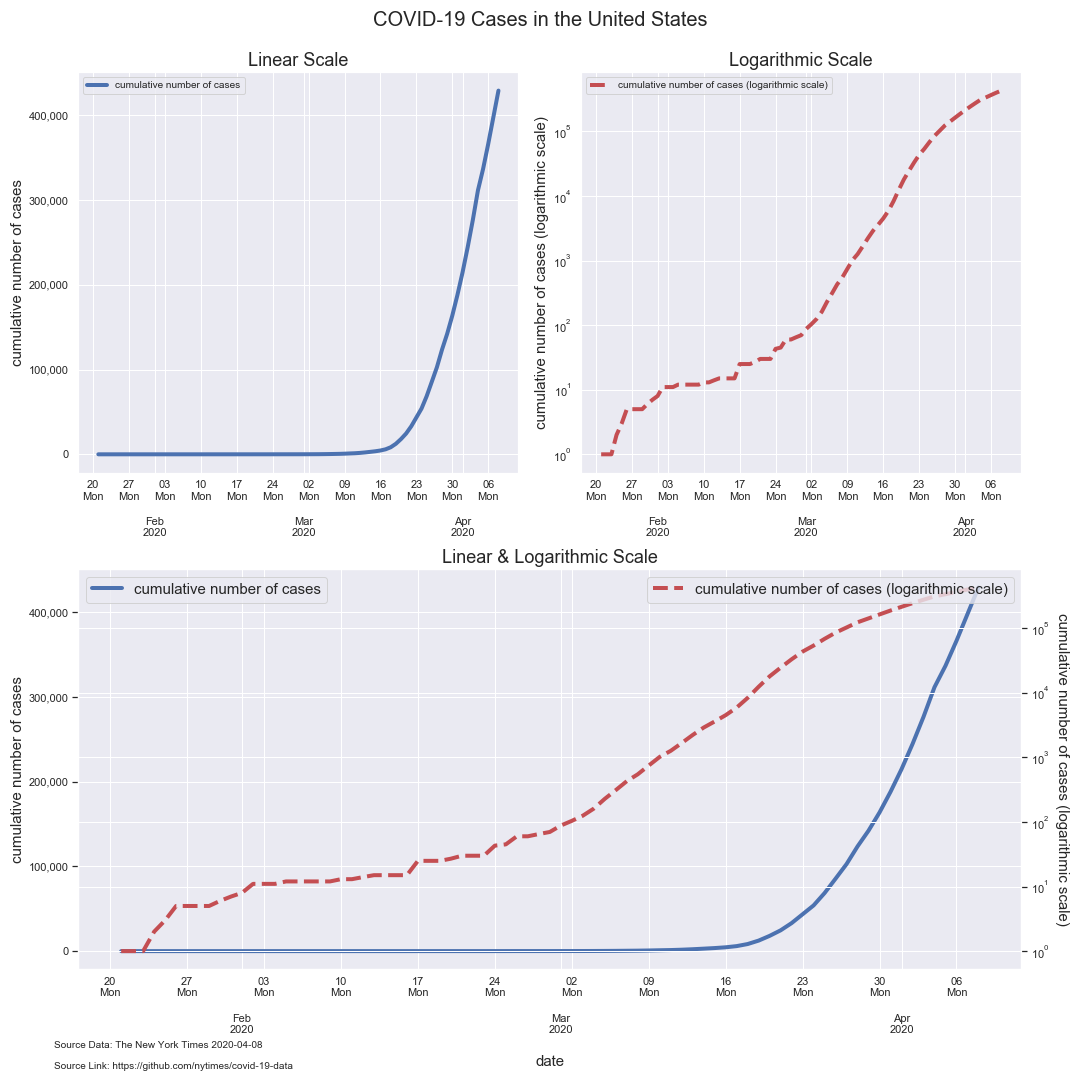 COVID-19 Cases in the United States
Linear Scale
cumulative number of cases
cumulative number of cases
400,000
300,000
200,000
100,000
0
20 27 03 10 17 24 02 09 16 23 30 06
Mon Mon Mon Mon Mon Mon Mon Mon Mon Mon Mon Mon
Feb Mar Apr
2020 2020 2020
Logarithmic Scale
cumulative number of cases (logarithmic scale)
cumulative number of cases (logarithmic scale)
10⁵
10⁴
10³
10²
10¹
10⁰
20 27 03 10 17 24 02 09 16 23 30 06
Mon Mon Mon Mon Mon Mon Mon Mon Mon Mon Mon Mon
Feb Mar Apr
2020 2020 2020
Linear & Logarithmic Scale
cumulative number of cases
cumulative number of cases (logarithmic scale)
cumulative number of cases
400,000
300,000
200,000
100,000
0
cumulative number of cases (logarithmic scale)
10⁵
10⁴
10³
10²
10¹
10⁰
20 27 03 10 17 24 02 09 16 23 30 06
Mon Mon Mon Mon Mon Mon Mon Mon Mon Mon Mon Mon
Feb Mar Apr
2020 2020 2020
date
Source Data: The New York Times 2020-04-08
Source Link: https://github.com/nytimes/covid-19-data